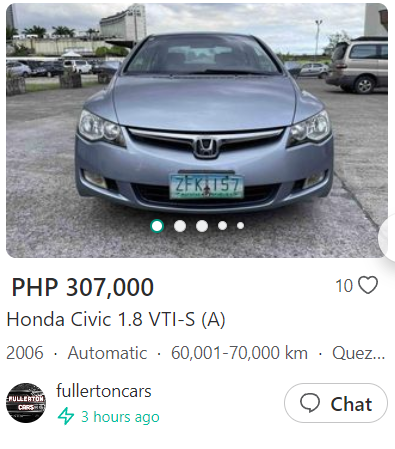 ZFK 157
PHP 307,000
10
Honda Civic 1.8 VTI-S (A)
2006 · Automatic · 60,001-70,000 km · Quez...
FULLERTON
CARS
fullertoncars
3 hours ago
Chat